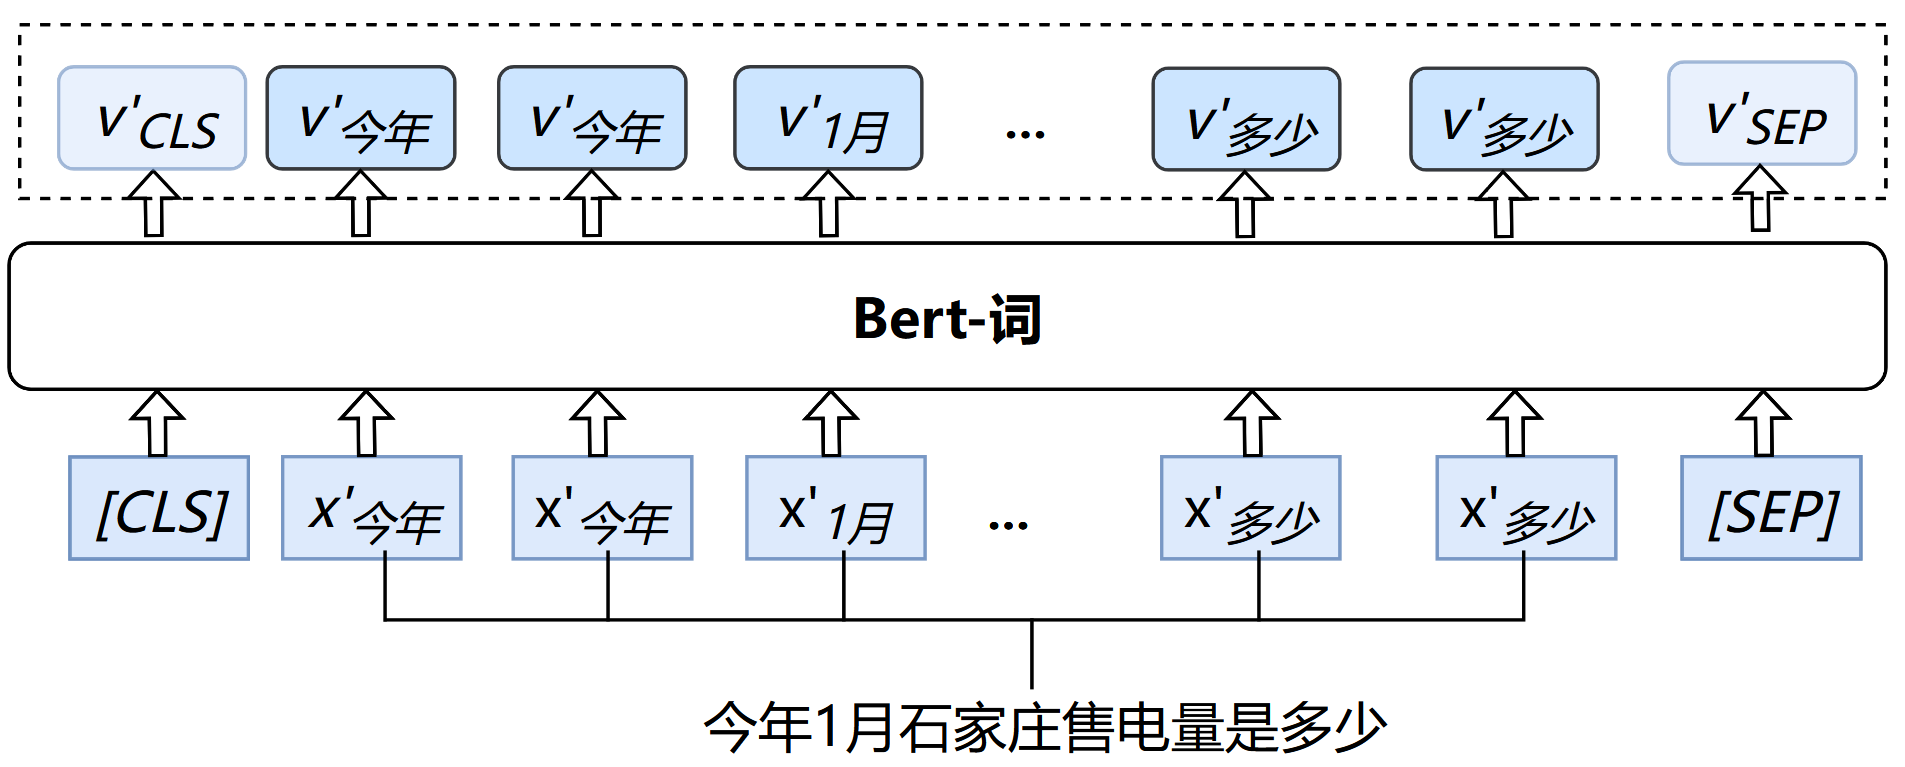 v'CLS v'今年 v'今年 v'1月 ... v'多少 v'多少 v'SEP
Bert-词
[CLS] x'今年 x'今年 x'1月 ... x'多少 x'多少 [SEP]
今年1月石家庄售电量是多少